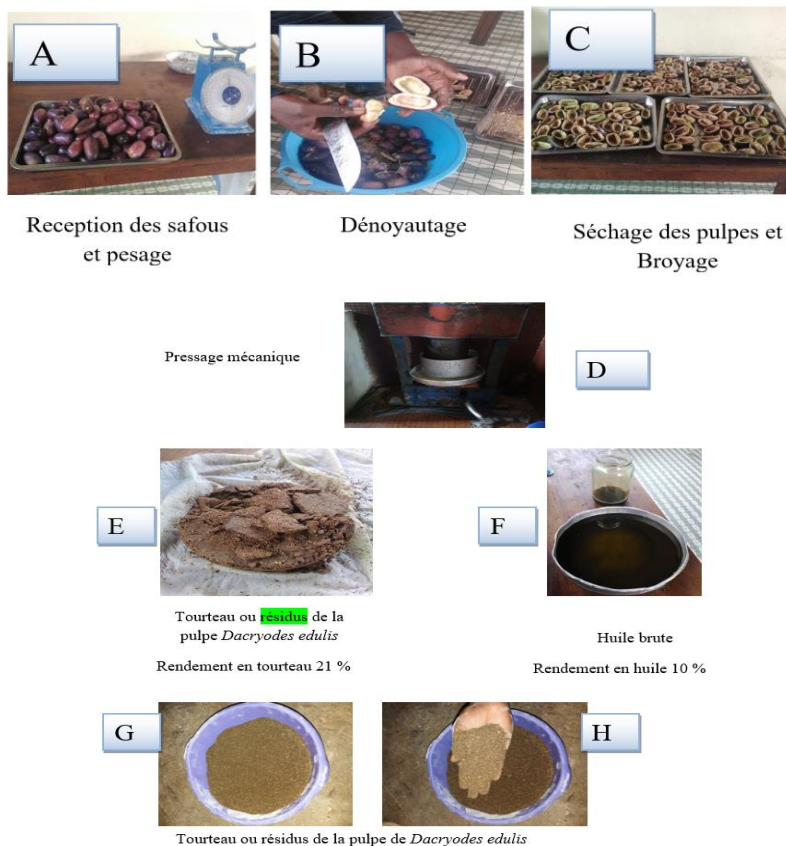 A
B
C
Reception des safous
et pesage
Dénoyautage
Séchage des pulpes et
Broyage
Pressage mécanique
D
E
F
Tourteau ou résidus de la
pulpe Dacryodes edulis
Rendement en tourteau 21 %
Huile brute
Rendement en huile 10 %
G
H
Tourteau ou résidus de la pulpe de Dacryodes edulis